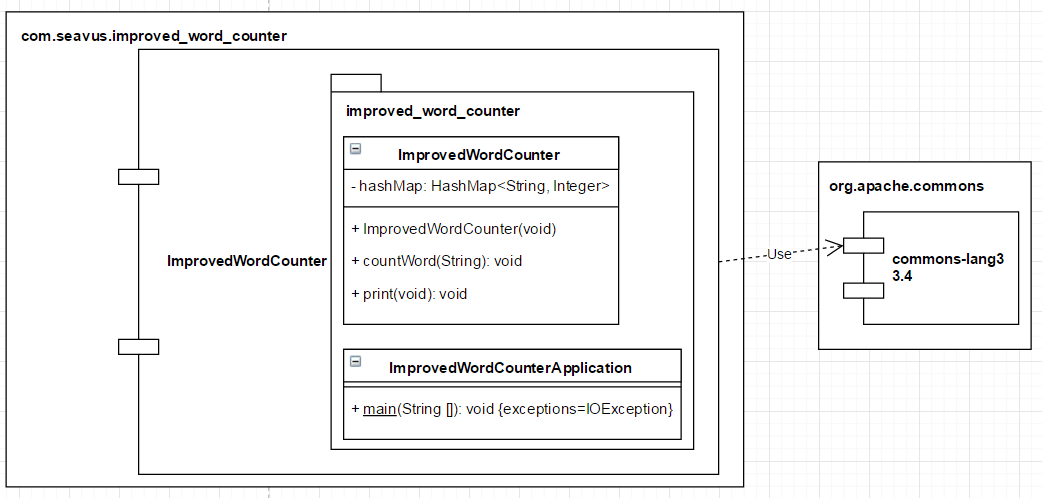 com.seavus.improved_word_counter
improved_word_counter
ImprovedWordCounter
- hashMap: HashMap<String, Integer>
+ ImprovedWordCounter(void)
+ countWord(String): void
+ print(void): void
ImprovedWordCounter
ImprovedWordCounterApplication
+ main(String []): void {exceptions=IOException}
Use
org.apache.commons
commons-lang3
3.4